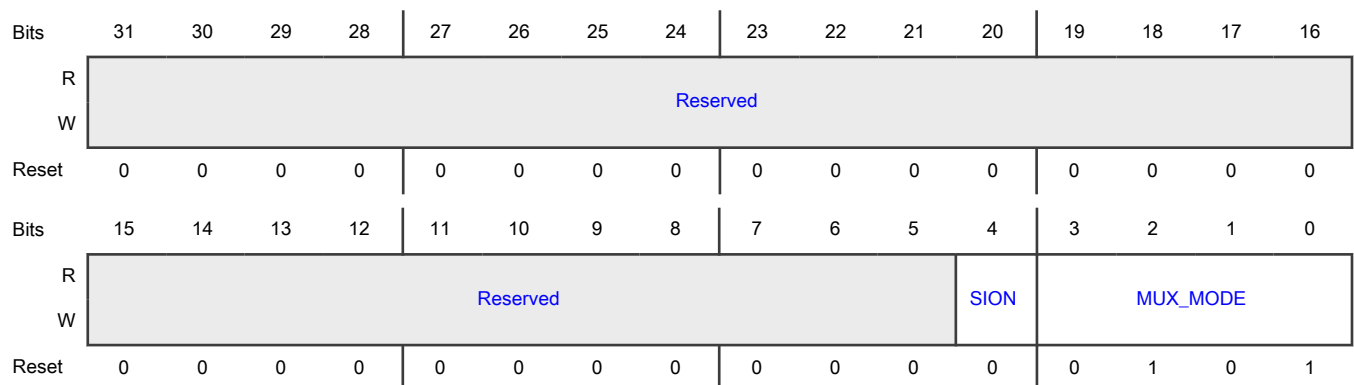 Bits 31 30 29 28 27 26 25 24 23 22 21 20 19 18 17 16
R
Reserved
W
Reset 0 0 0 0 0 0 0 0 0 0 0 0 0 0 0 0
Bits 15 14 13 12 11 10 9 8 7 6 5 4 3 2 1 0
R
Reserved SION MUX_MODE
W
Reset 0 0 0 0 0 0 0 0 0 0 0 0 0 1 0 1